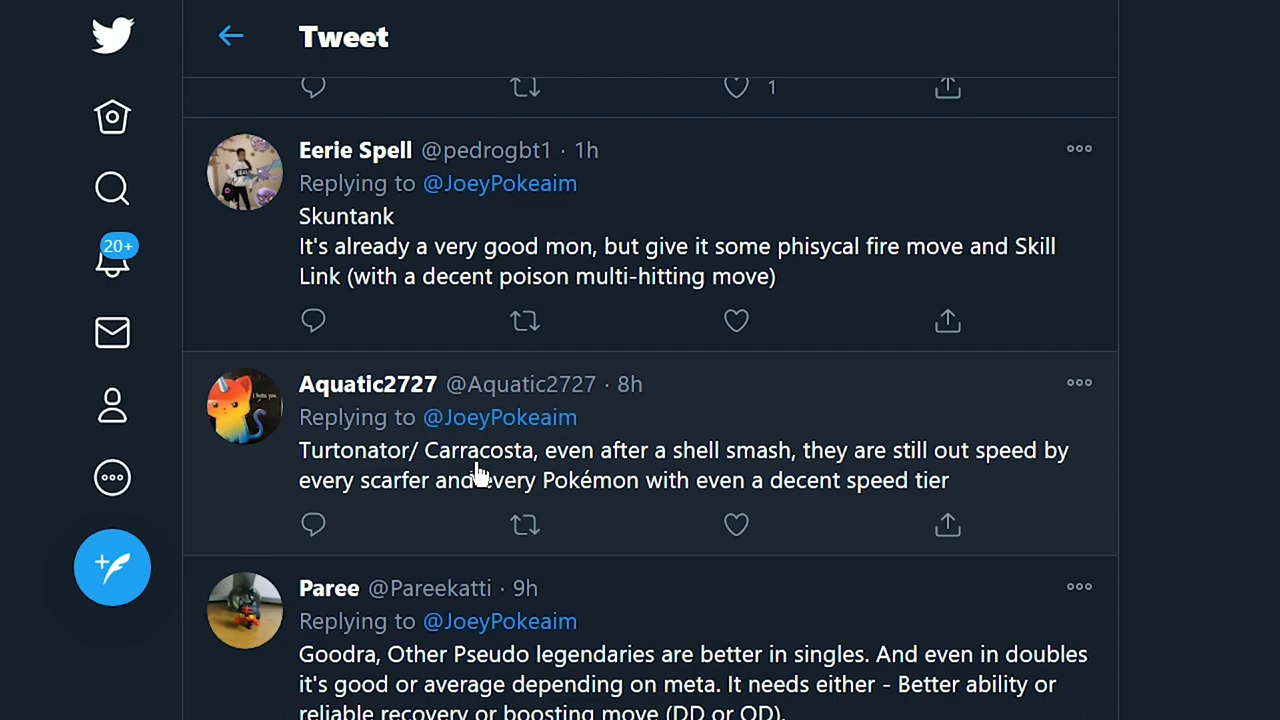 Tweet
1
Eerie Spell @pedrogbt1 · 1h
Replying to @JoeyPokeaim
Skuntank
It's already a very good mon, but give it some phisycal fire move and Skill
Link (with a decent poison multi-hitting move)
20+
Aquatic2727 @Aquatic2727 · 8h
Replying to @JoeyPokeaim
Turtonator/ Carracosta, even after a shell smash, they are still out speed by
every scarfer and every Pokémon with even a decent speed tier
Paree @Pareekatti · 9h
Replying to @JoeyPokeaim
Goodra, Other Pseudo legendaries are better in singles. And even in doubles
it's good or average depending on meta. It needs either - Better ability or
reliable recovery or boosting move (DD or QD).